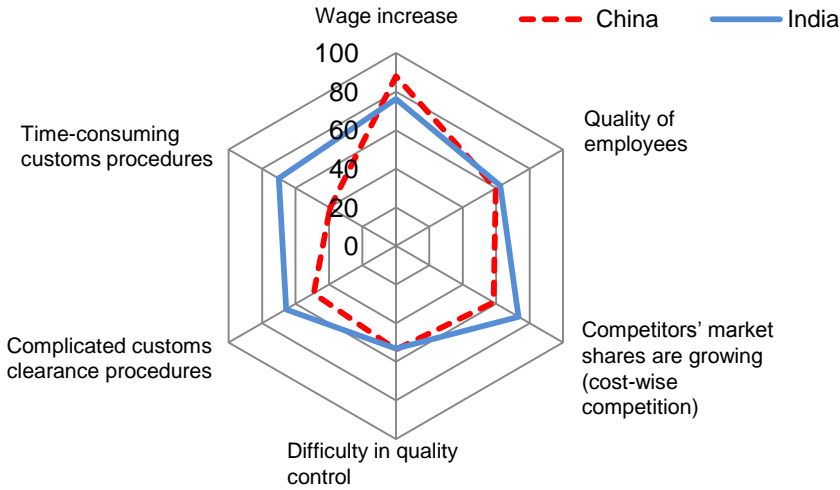 Wage increase
China
India
100
80
60
40
20
0
Quality of
employees
Time-consuming
customs procedures
Competitors’ market
shares are growing
(cost-wise
competition)
Complicated customs
clearance procedures
Difficulty in quality
control